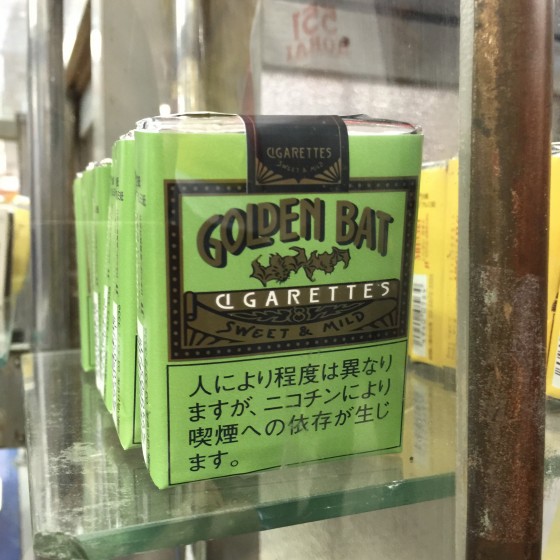 CIGARETTES
SWEET & MILD
GOLDEN BAT
CIGARETTES
SWEET & MILD
人により程度は異なり
ますが、ニコチンにより
喫煙への依存が生じ
ます。